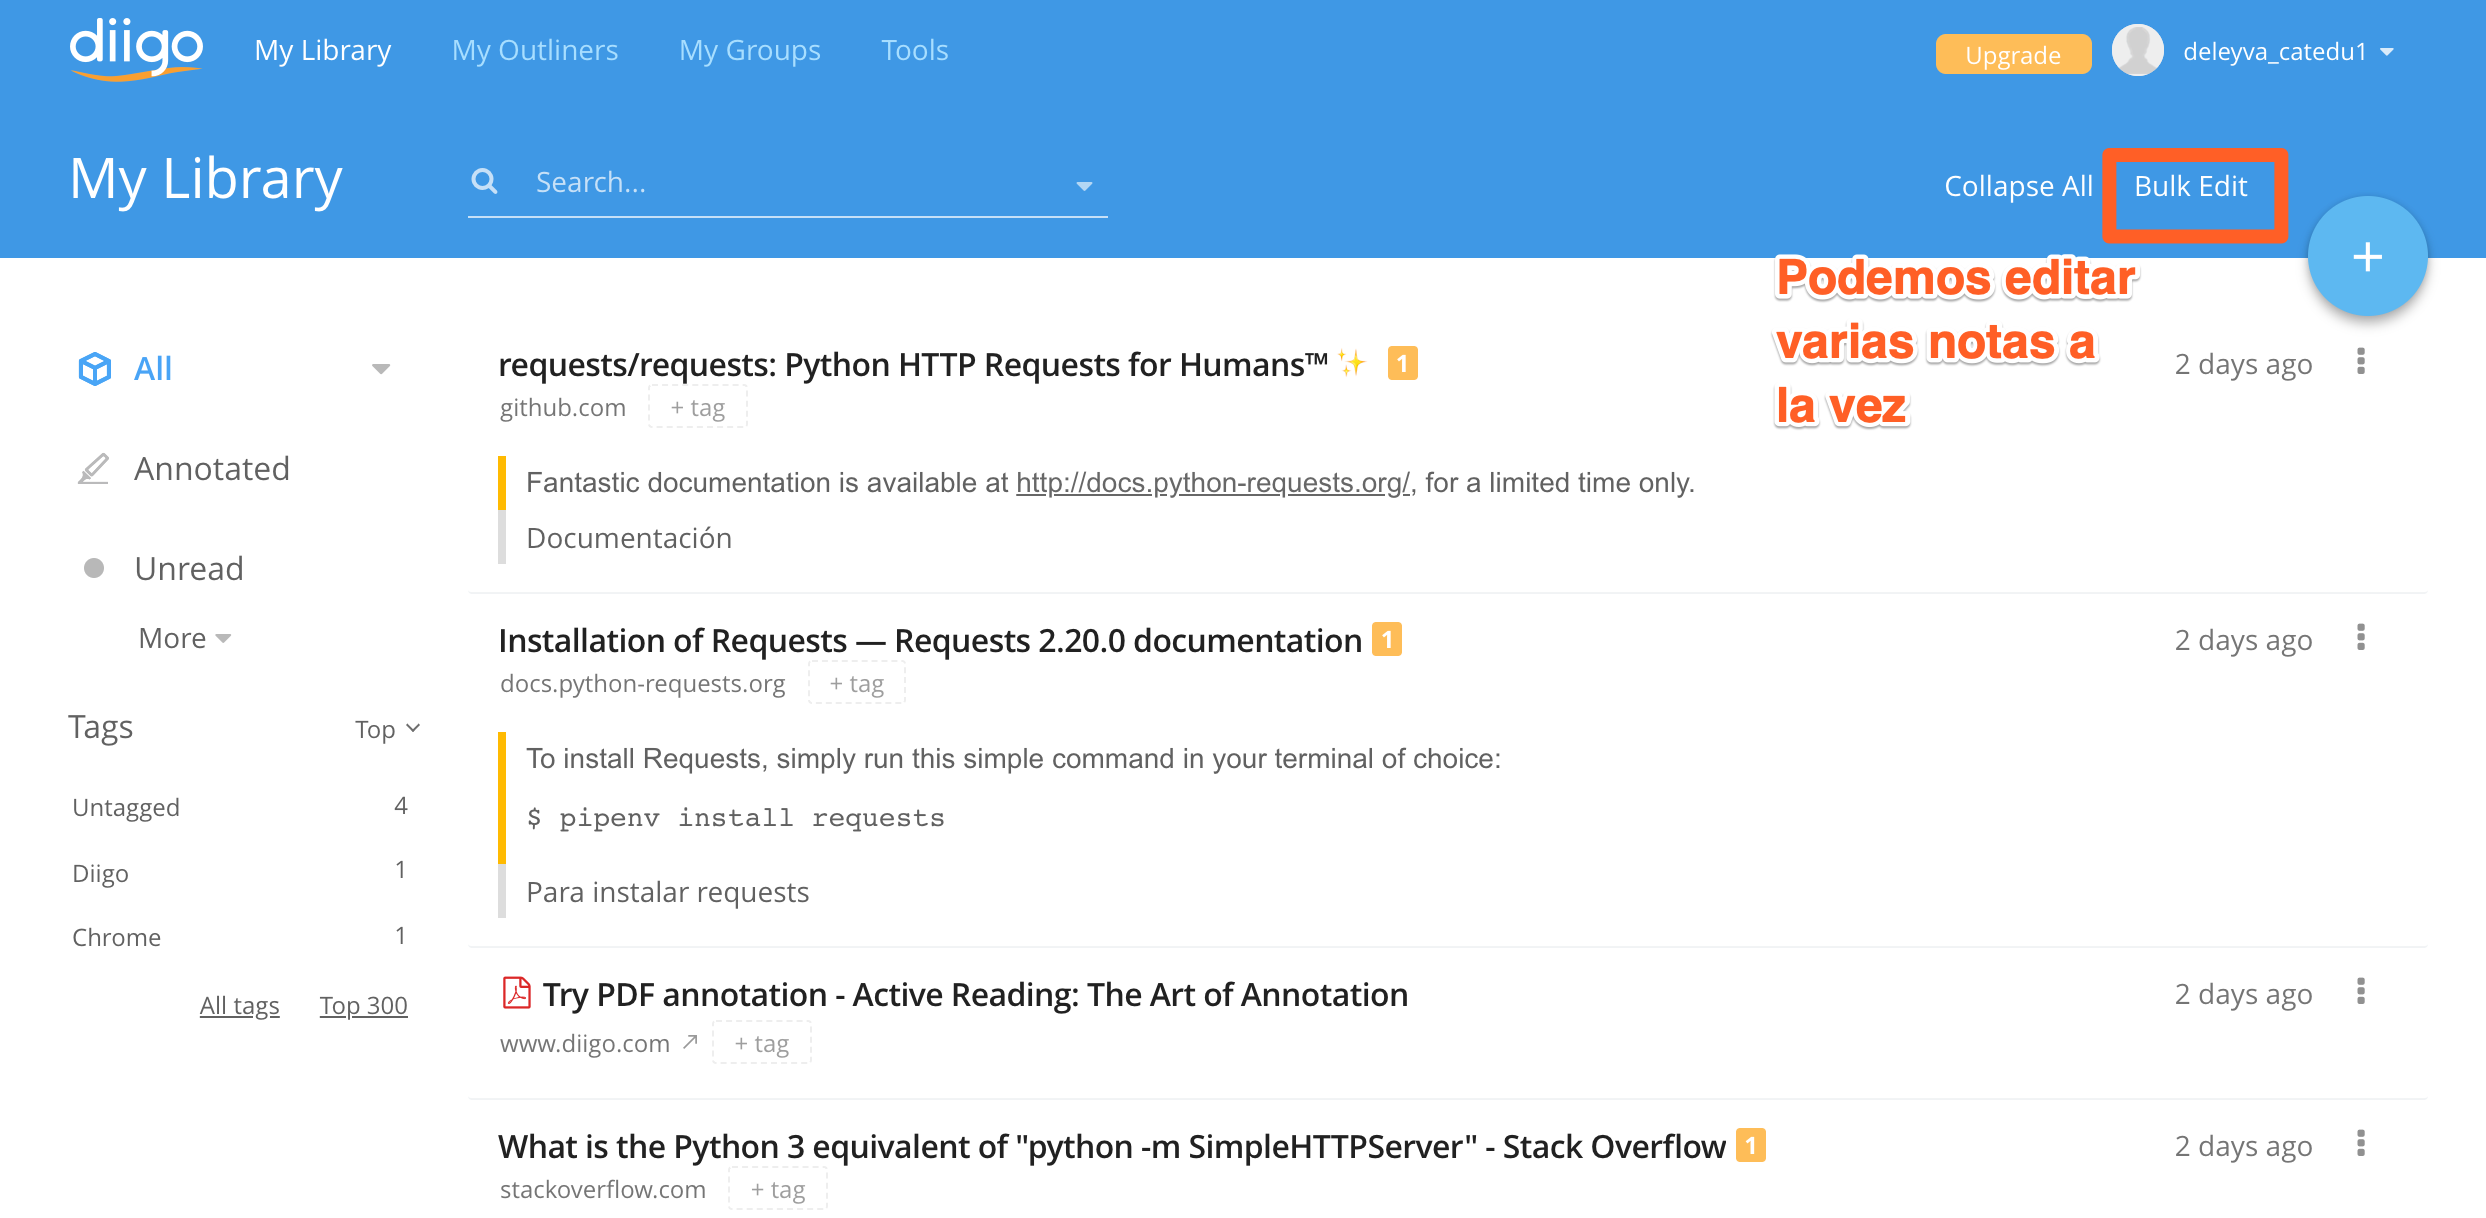 diigo My Library My Outliners My Groups Tools Upgrade deleyva_catedu1
My Library Search... Collapse All Bulk Edit
+
Podemos editar
varias notas a
la vez
All
Annotated
Unread
More
Tags Top
Untagged 4
Diigo 1
Chrome 1
All tags Top 300
requests/requests: Python HTTP Requests for Humans™✨ 1 2 days ago
github.com + tag
Fantastic documentation is available at http://docs.python-requests.org/, for a limited time only.
Documentación
Installation of Requests — Requests 2.20.0 documentation 1 2 days ago
docs.python-requests.org + tag
To install Requests, simply run this simple command in your terminal of choice:
$ pipenv install requests
Para instalar requests
Try PDF annotation - Active Reading: The Art of Annotation 2 days ago
www.diigo.com + tag
What is the Python 3 equivalent of "python -m SimpleHTTPServer" - Stack Overflow 1 2 days ago
stackoverflow.com + tag